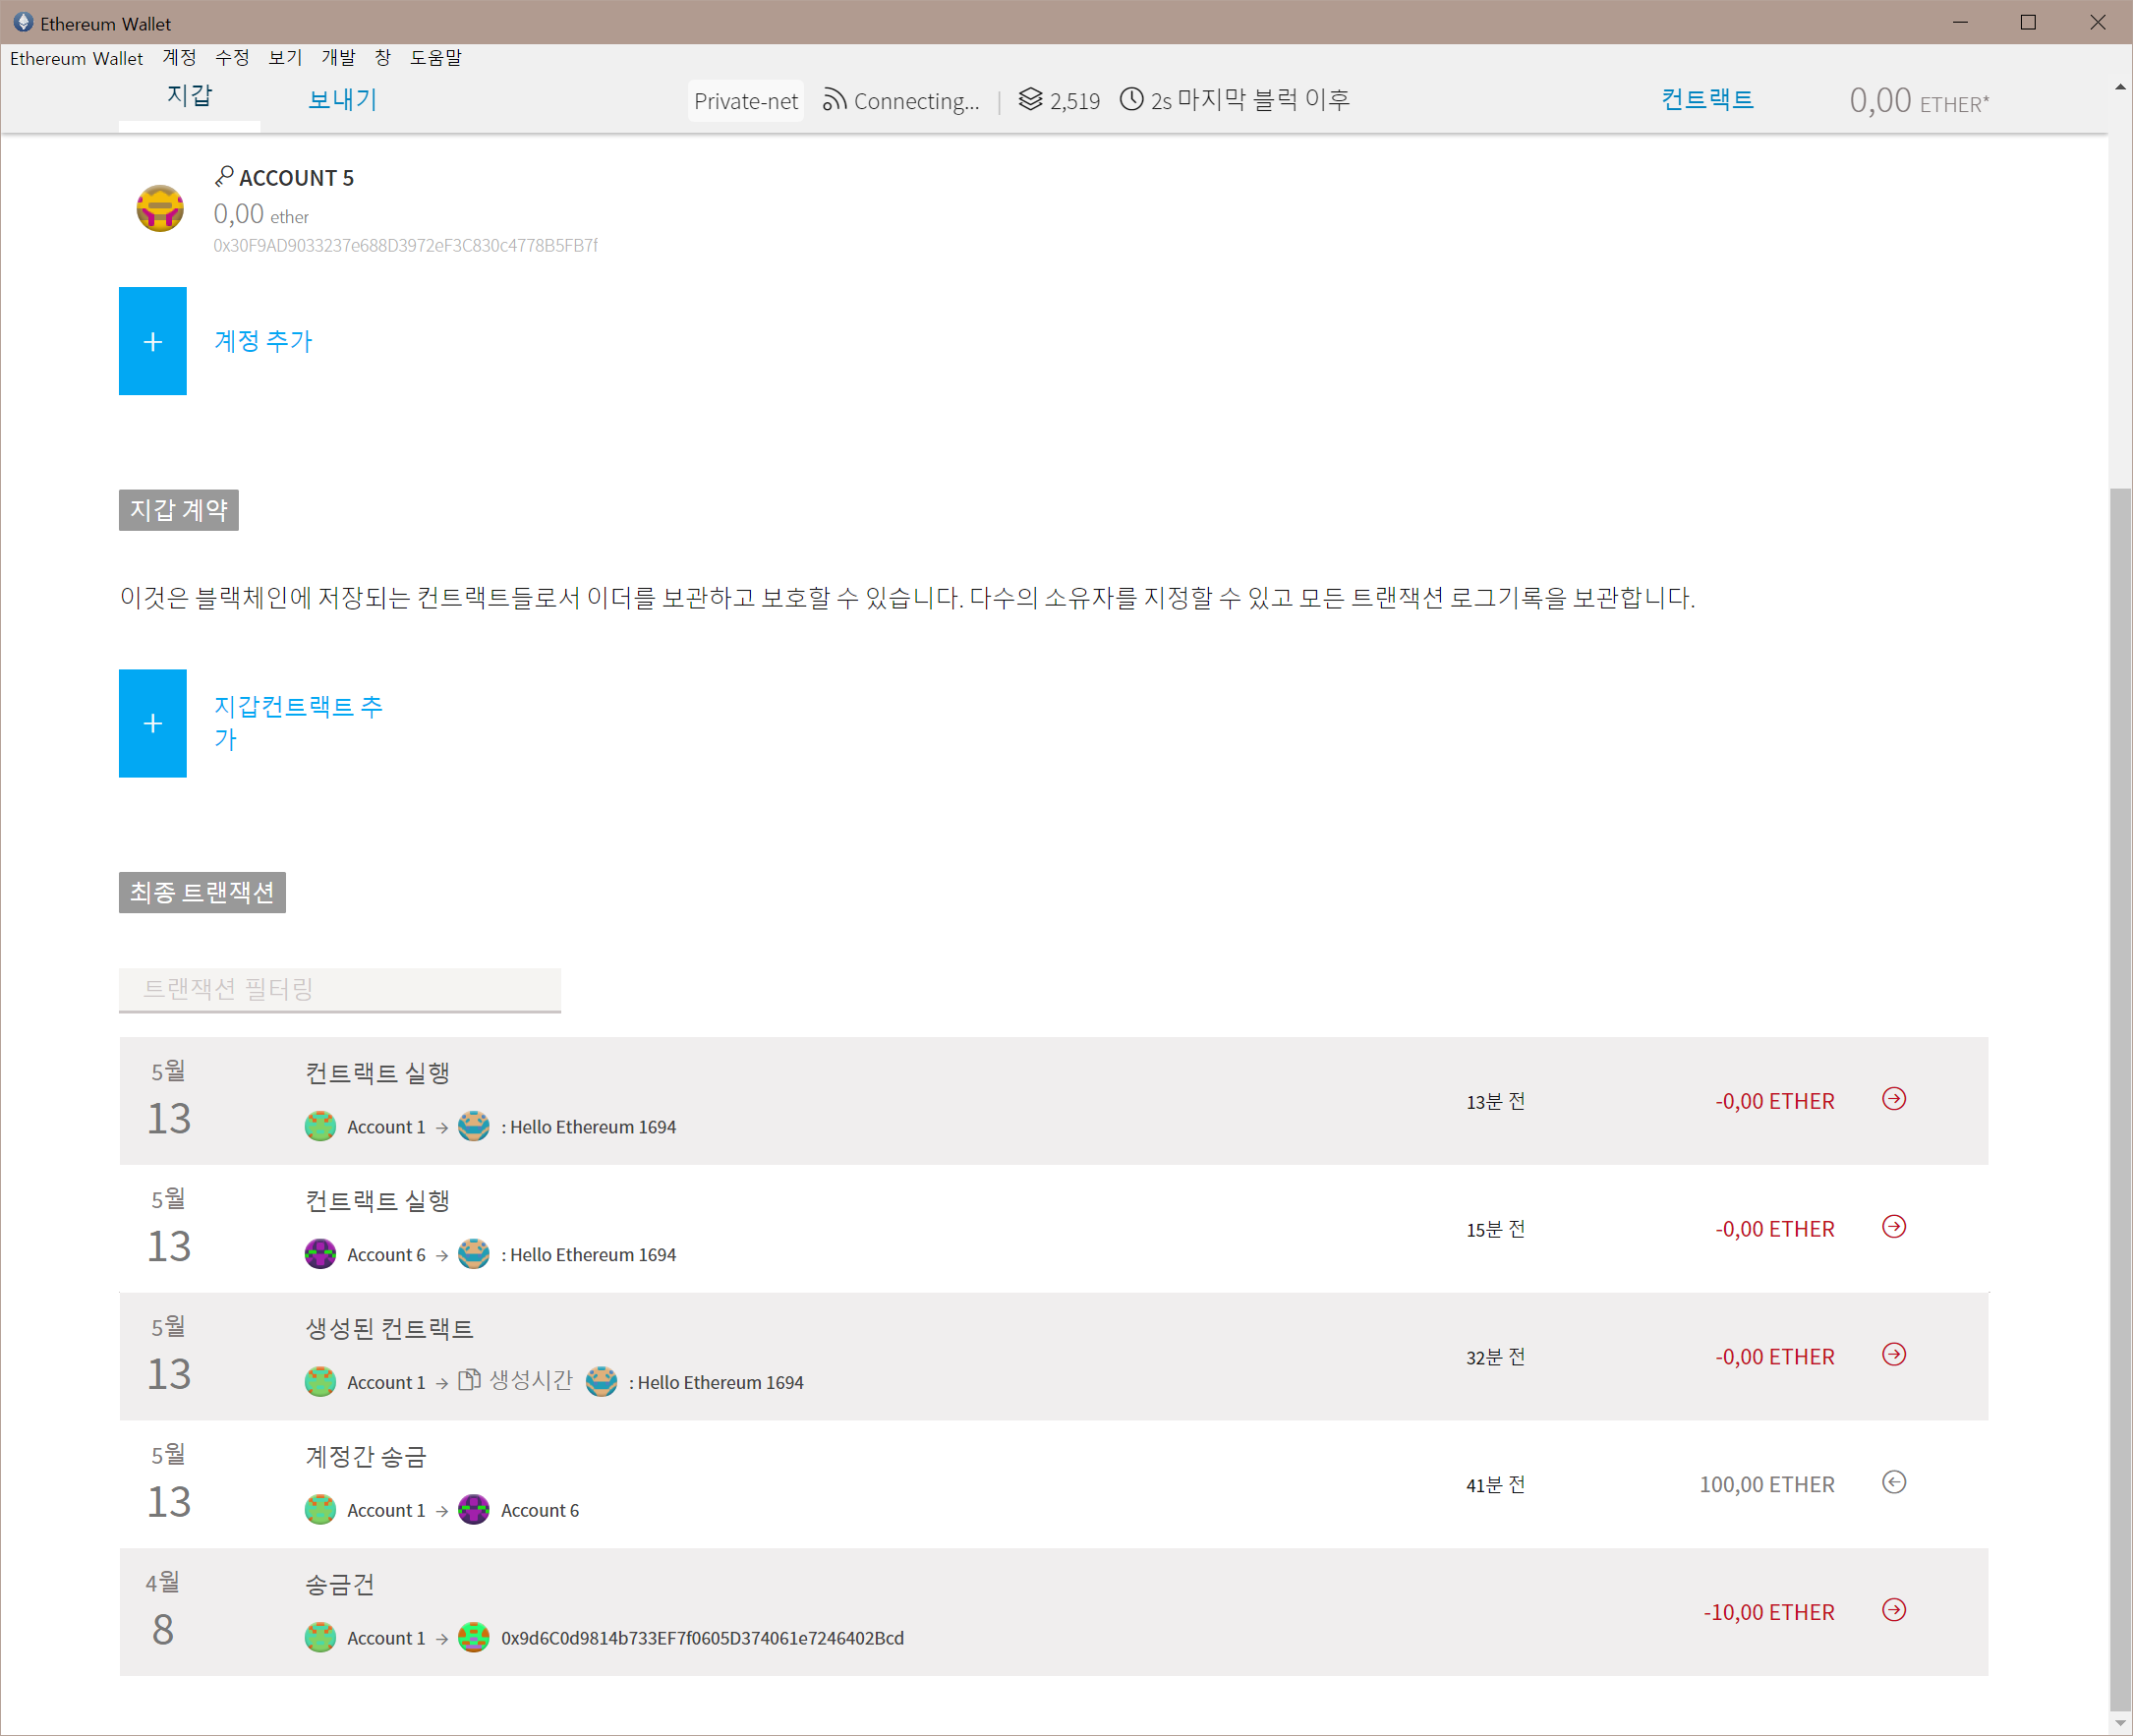 Ethereum Wallet
Ethereum Wallet 계정 수정 보기 개발 창 도움말
지갑 보내기 Private-net Connecting... | 2,519 2s 마지막 블럭 이후 컨트랙트 0,00 ETHER*
ACCOUNT 5
0,00 ether
0x30F9AD9033237e688D3972eF3C830c4778B5FB7f
+ 계정 추가
지갑 계약
이것은 블랙체인에 저장되는 컨트랙트들로서 이더를 보관하고 보호할 수 있습니다. 다수의 소유자를 지정할 수 있고 모든 트랜잭션 로그기록을 보관합니다.
+ 지갑컨트랙트 추
가
최종 트랜잭션
트랜잭션 필터링
5월
13
컨트랙트 실행
Account 1 → : Hello Ethereum 1694
13분 전
-0,00 ETHER
5월
13
컨트랙트 실행
Account 6 → : Hello Ethereum 1694
15분 전
-0,00 ETHER
5월
13
생성된 컨트랙트
Account 1 → 생성시간 : Hello Ethereum 1694
32분 전
-0,00 ETHER
5월
13
계정간 송금
Account 1 → Account 6
41분 전
100,00 ETHER
4월
8
송금건
Account 1 → 0x9d6C0d9814b733EF7f0605D374061e7246402Bcd
-10,00 ETHER